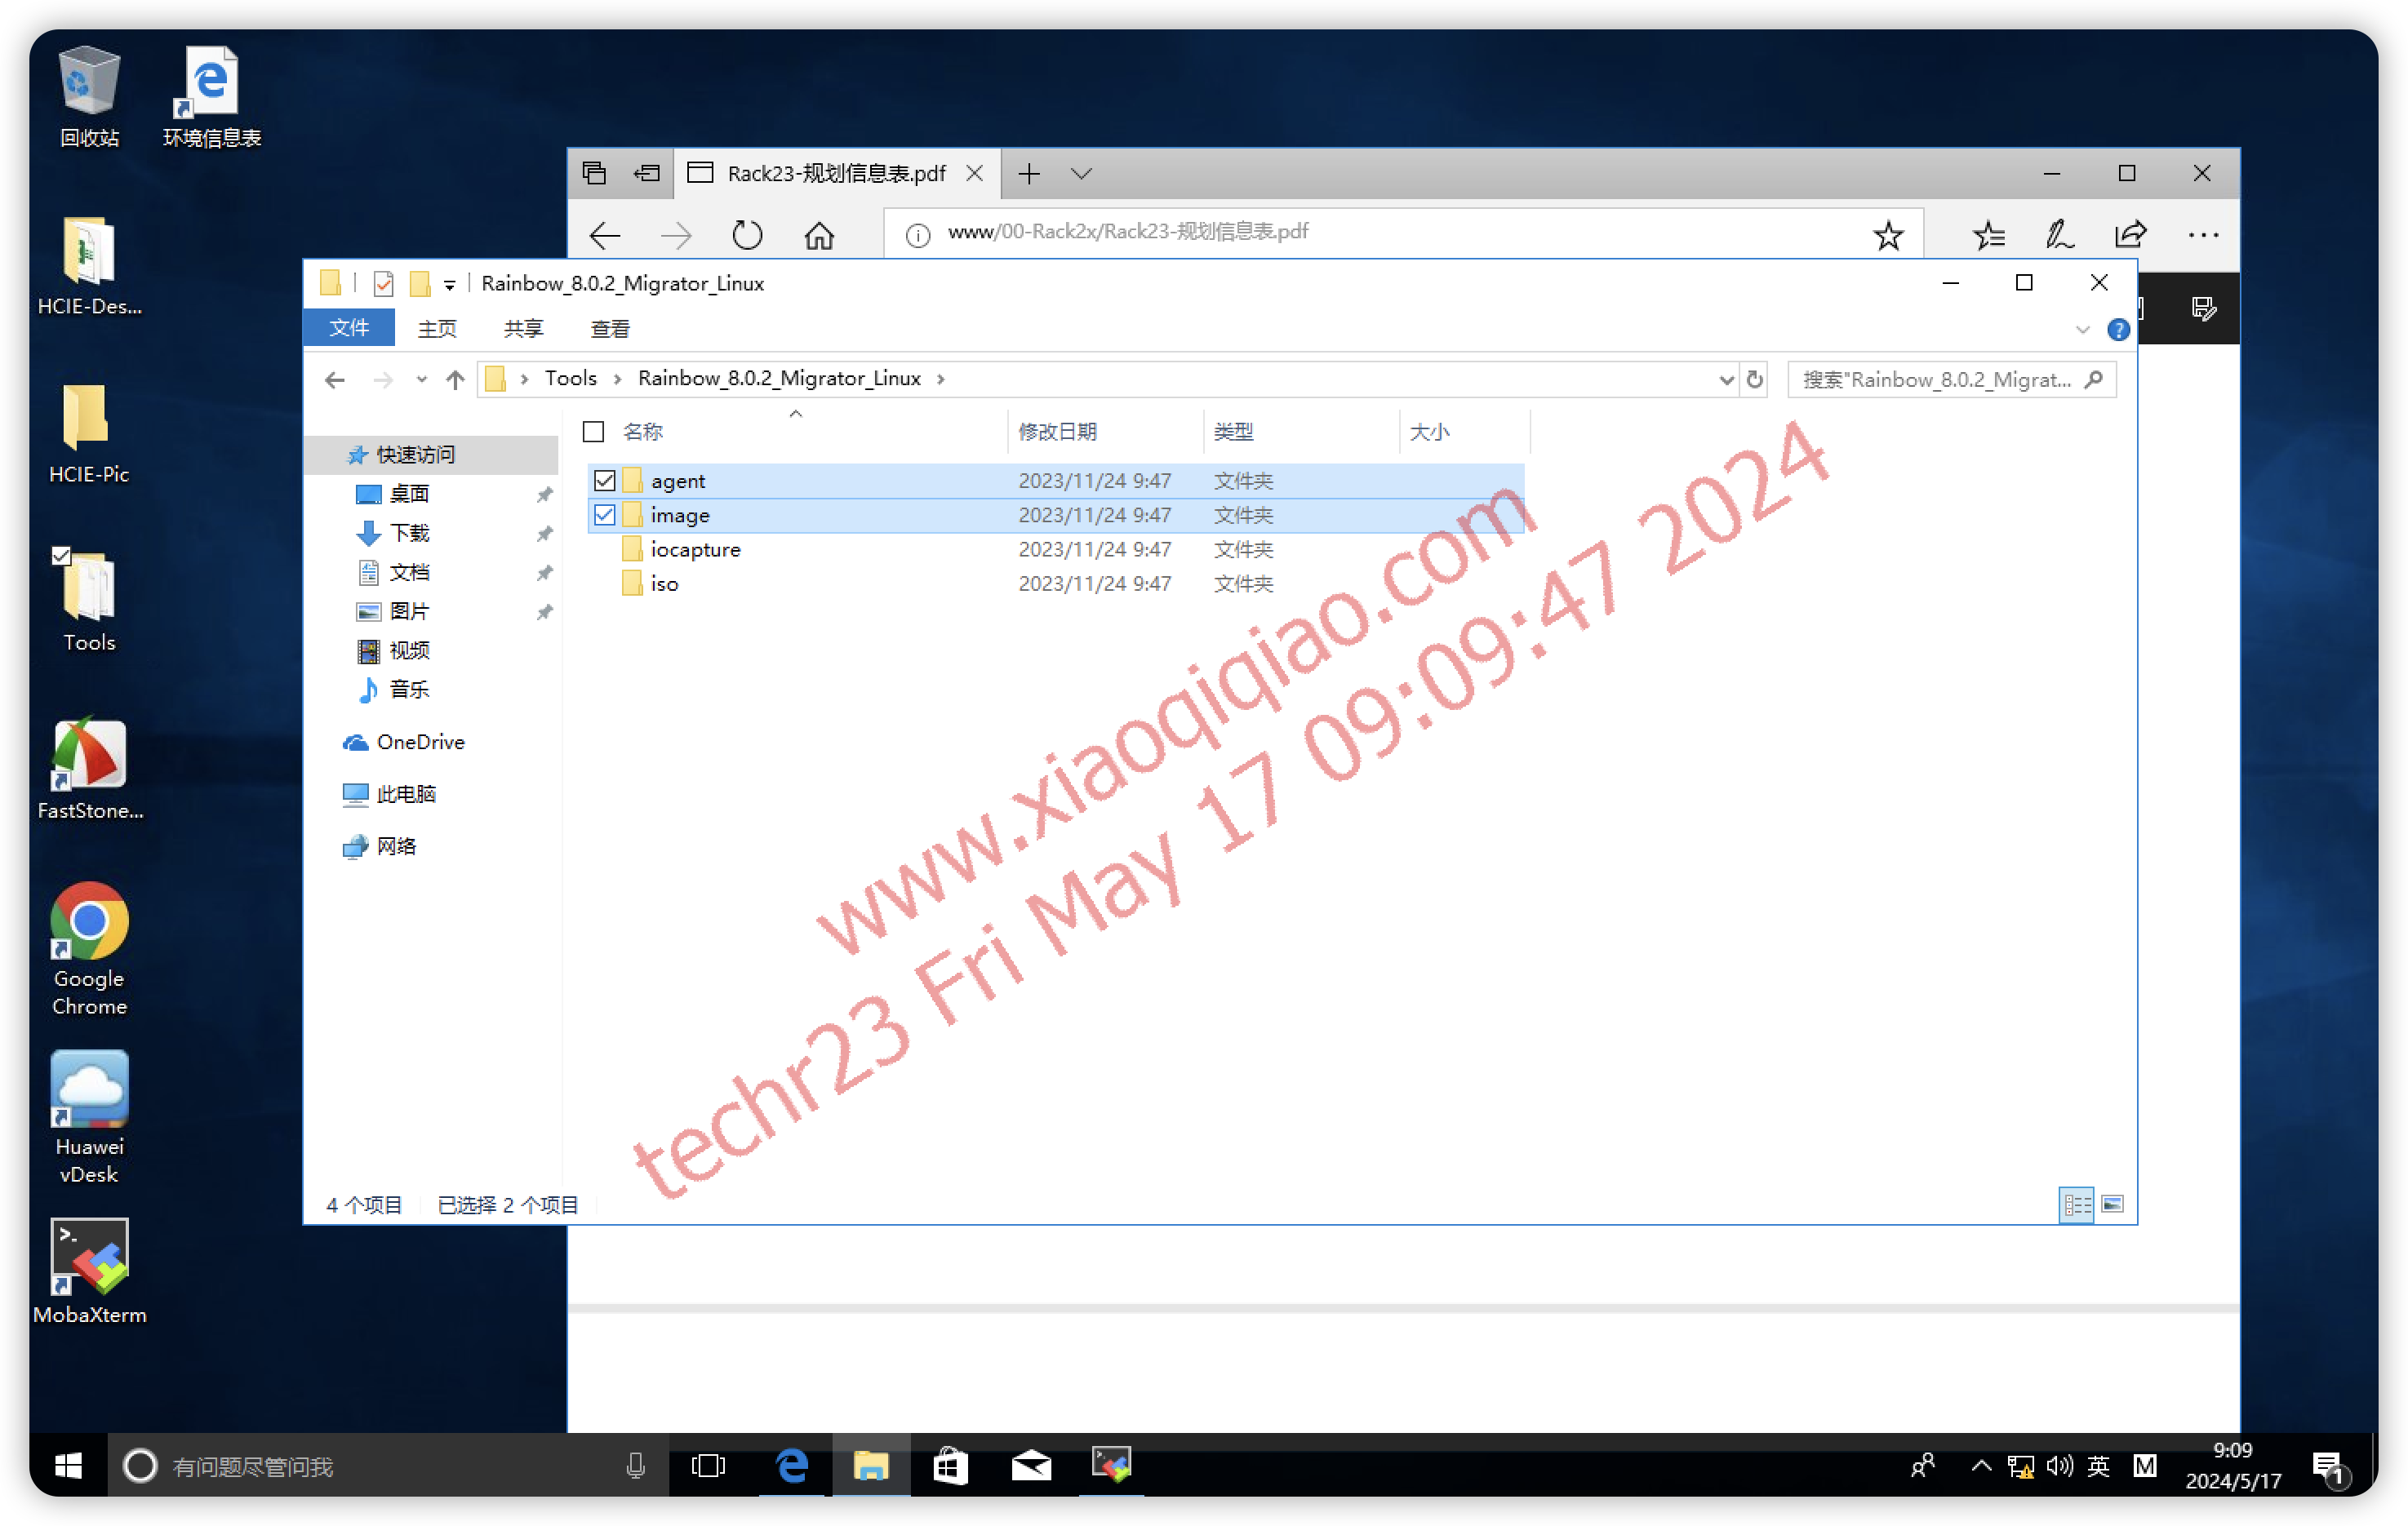 回收站
环境信息表
HCIE-Des...
HCIE-Pic
Tools
FastStone...
Google
Chrome
Huawei
vDesk
MobaXterm
Rack23-规划信息表.pdf
www/00-Rack2x/Rack23-规划信息表.pdf
Rainbow_8.0.2_Migrator_Linux
文件 主页 共享 查看
Tools Rainbow_8.0.2_Migrator_Linux
搜索"Rainbow_8.0.2_Migrat...
快速访问
桌面
下载
文档
图片
视频
音乐
OneDrive
此电脑
网络
名称 修改日期 类型 大小
agent 2023/11/24 9:47 文件夹
image 2023/11/24 9:47 文件夹
iocapture 2023/11/24 9:47 文件夹
iso 2023/11/24 9:47 文件夹
www.xiaoqiqiao.com
techr23 Fri May 17 09:09:47 2024
4 个项目 已选择 2 个项目
有问题尽管问我
英 M
9:09
2024/5/17
1